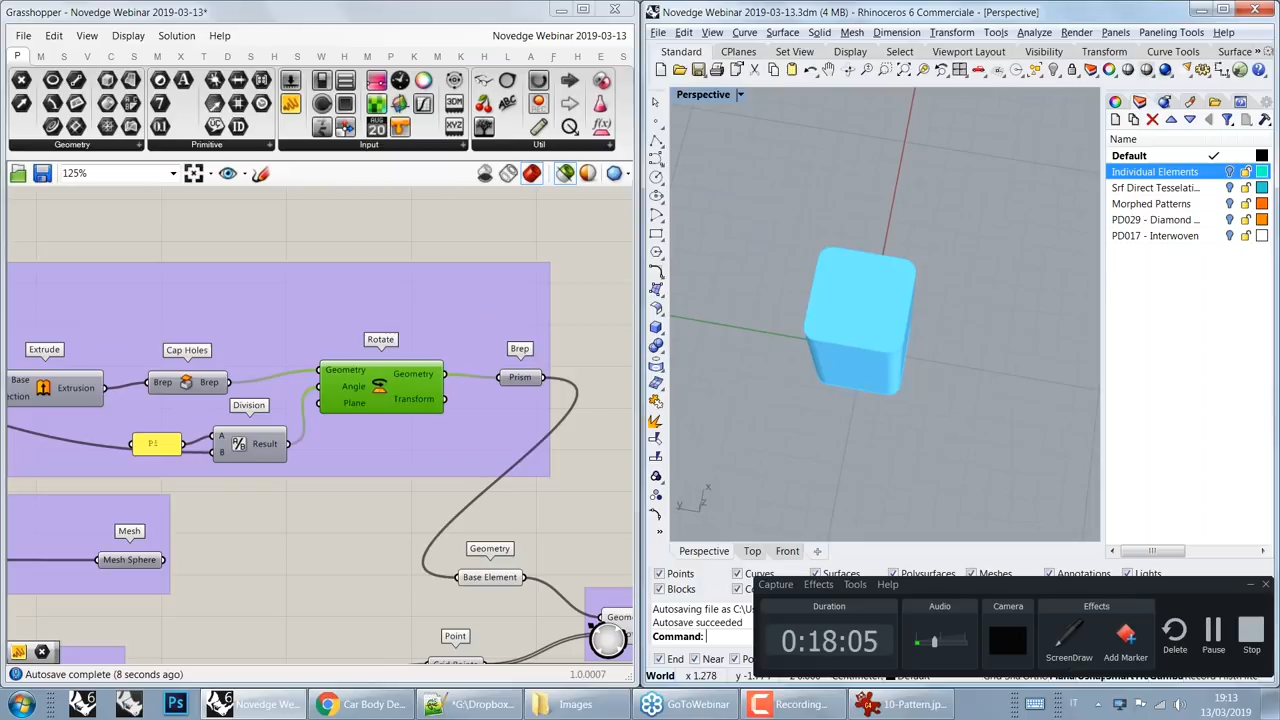 Grasshopper - Novedge Webinar 2019-03-13*
File Edit View Display Solution Help
Novedge Webinar 2019-03-13
P M S V C S M I T D W L N H F K E S
Geometry Primitive Input Util
125%
Extrude
Base
Extrusion
Cap Holes
Brep Brep
Division
Pi
A
B
Result
Rotate
Geometry
Angle
Plane
Geometry
Transform
Brep
Prism
Mesh
Mesh Sphere
Geometry
Base Element
Point
Autosave complete (8 seconds ago)
1.0.0007
Novedge Webinar 2019-03-13.3dm (4 MB) - Rhinoceros 6 Commerciale - [Perspective]
File Edit View Curve Surface Solid Mesh Dimension Transform Tools Analyze Render Panels Paneling Tools Help
Standard CPlanes Set View Display Select Viewport Layout Visibility Transform Curve Tools Surface
Perspective
x
y
z
Name
Default
Individual Elements
Srf Direct Tesselati...
Morphed Patterns
PD029 - Diamond ...
PD017 - Interwoven
Perspective Top Front
Points Curves Surfaces Polysurfaces Meshes Annotations Lights
Blocks
Autosaving file as C:\Us
Autosave succeeded
Command:
End Near
World x 1.278
Capture Effects Tools Help
Duration Audio Camera Effects
0:18:05
ScreenDraw Add Marker
Delete Pause Stop
Novedge We...
Car Body De...
*G:\Dropbox...
Images
GoToWebinar
Recording...
10-Pattern.jp...
IT
19:13
13/03/2019